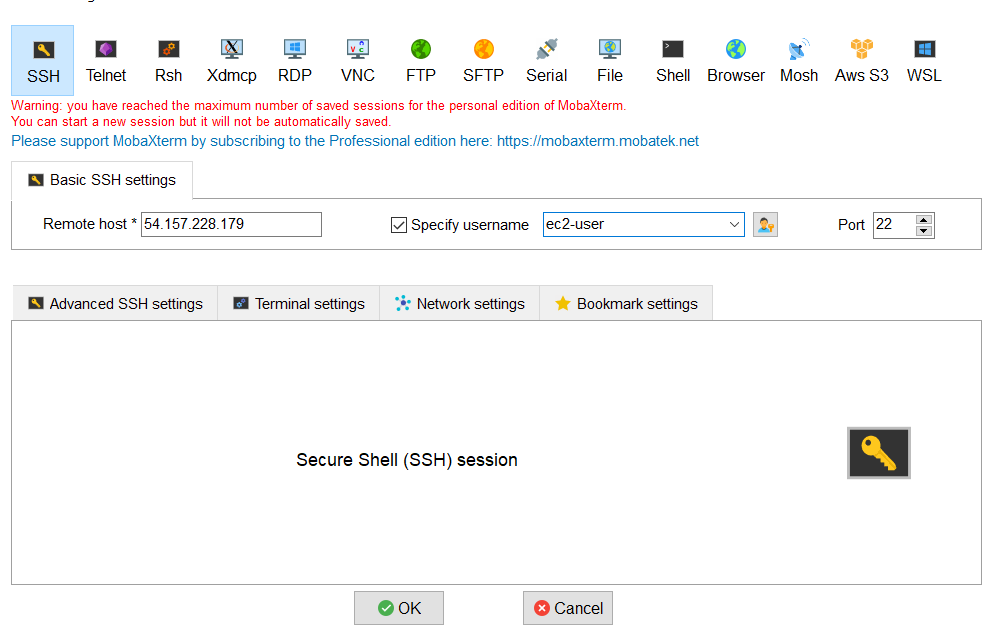 SSH Telnet Rsh Xdmcp RDP VNC FTP SFTP Serial File Shell Browser Mosh Aws S3 WSL
Warning: you have reached the maximum number of saved sessions for the personal edition of MobaXterm.
You can start a new session but it will not be automatically saved.
Please support MobaXterm by subscribing to the Professional edition here: https://mobaxterm.mobatek.net
Basic SSH settings
Remote host * 54.157.228.179 Specify username ec2-user Port 22
Advanced SSH settings Terminal settings Network settings Bookmark settings
Secure Shell (SSH) session
OK Cancel